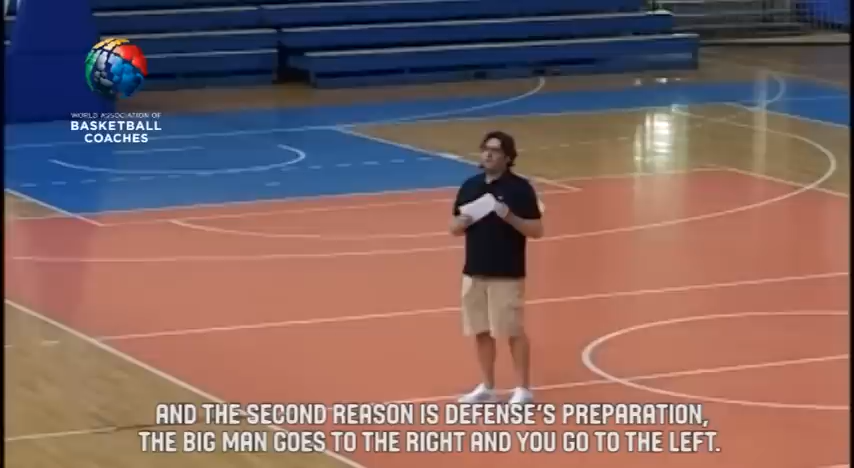 WORLD ASSOCIATION OF
BASKETBALL
COACHES
AND THE SECOND REASON IS DEFENSE'S PREPARATION,
THE BIG MAN GOES TO THE RIGHT AND YOU GO TO THE LEFT.